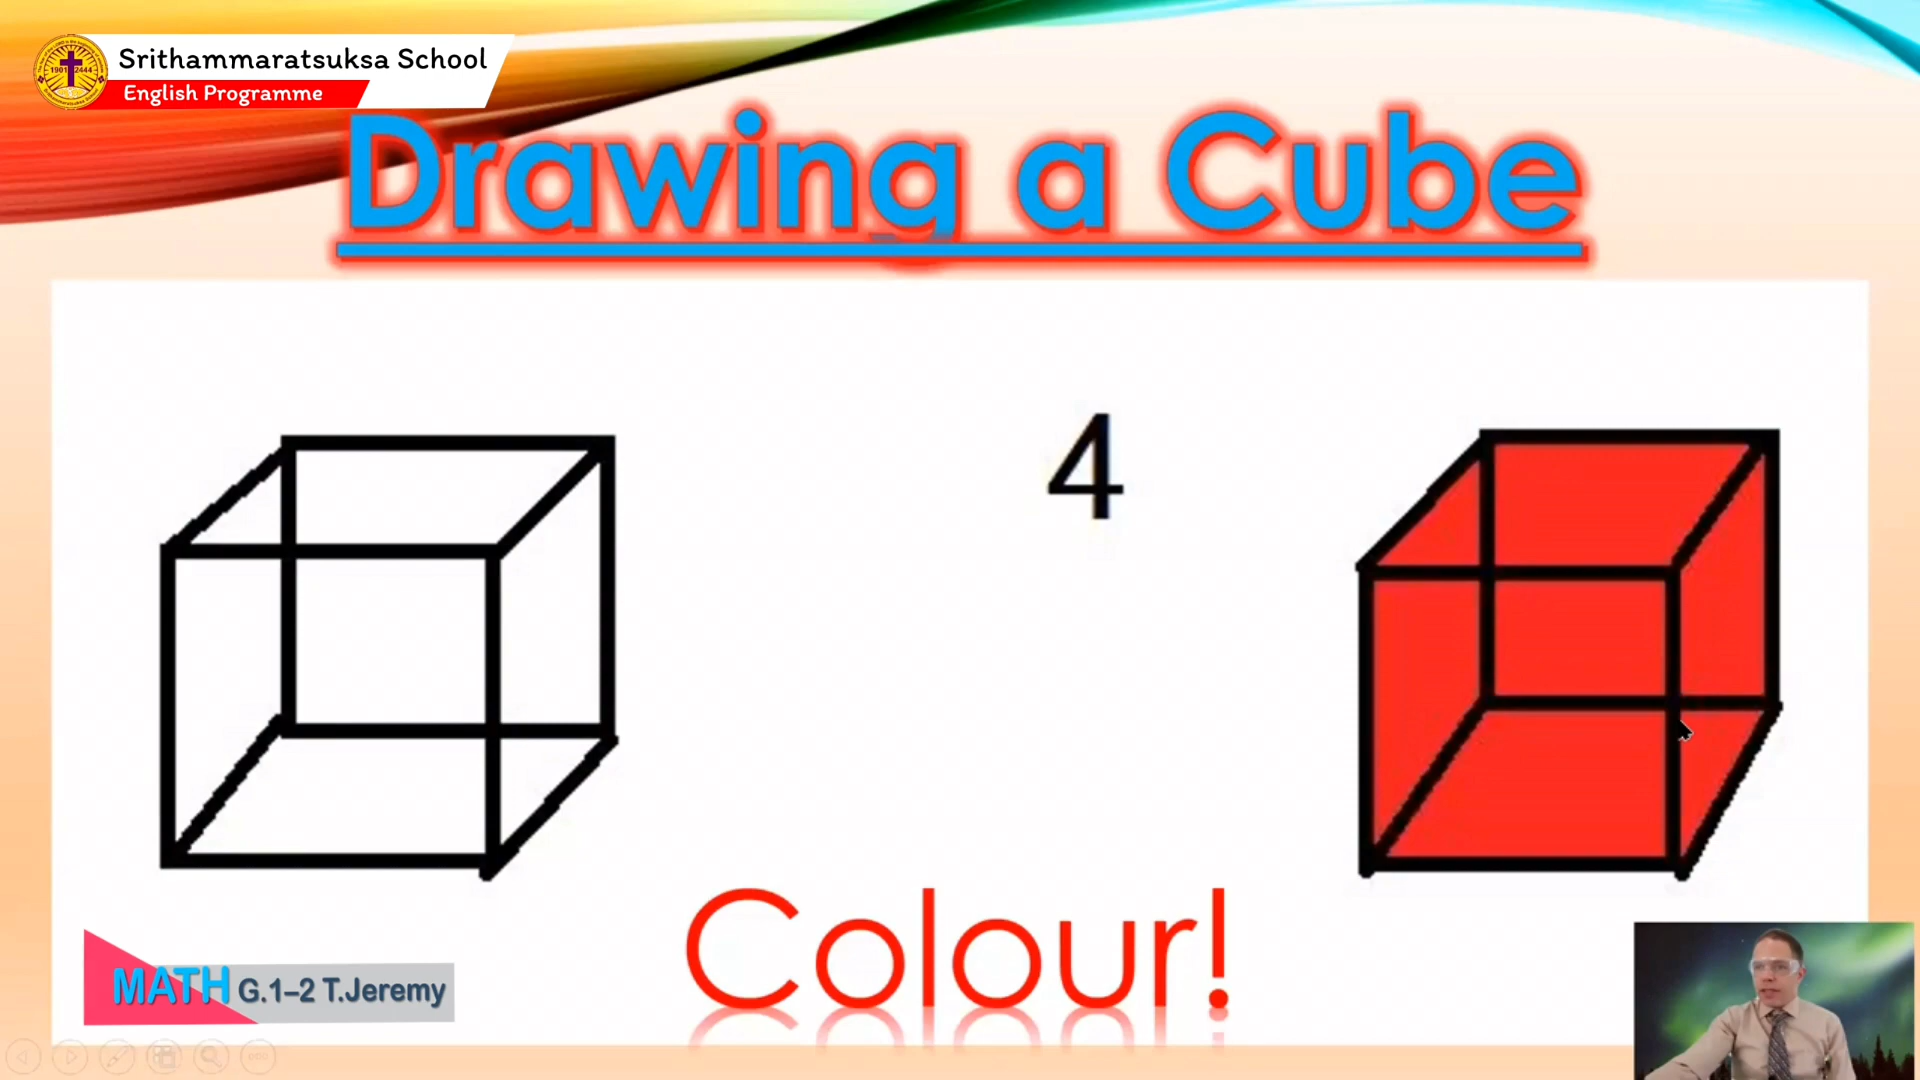 Srithammaratsuksa School
English Programme
Drawing a Cube
4
Colour!
MATH G.1-2 T.Jeremy